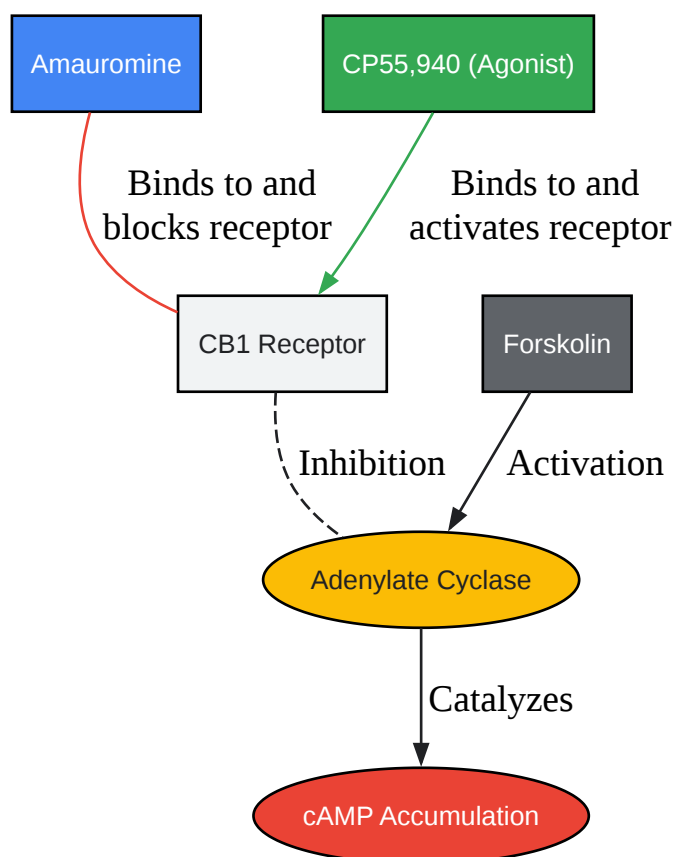 Amauromine
CP55,940 (Agonist)
Binds to and
blocks receptor
Binds to and
activates receptor
CB1 Receptor
Forskolin
Inhibition
Activation
Adenylate Cyclase
Catalyzes
cAMP Accumulation